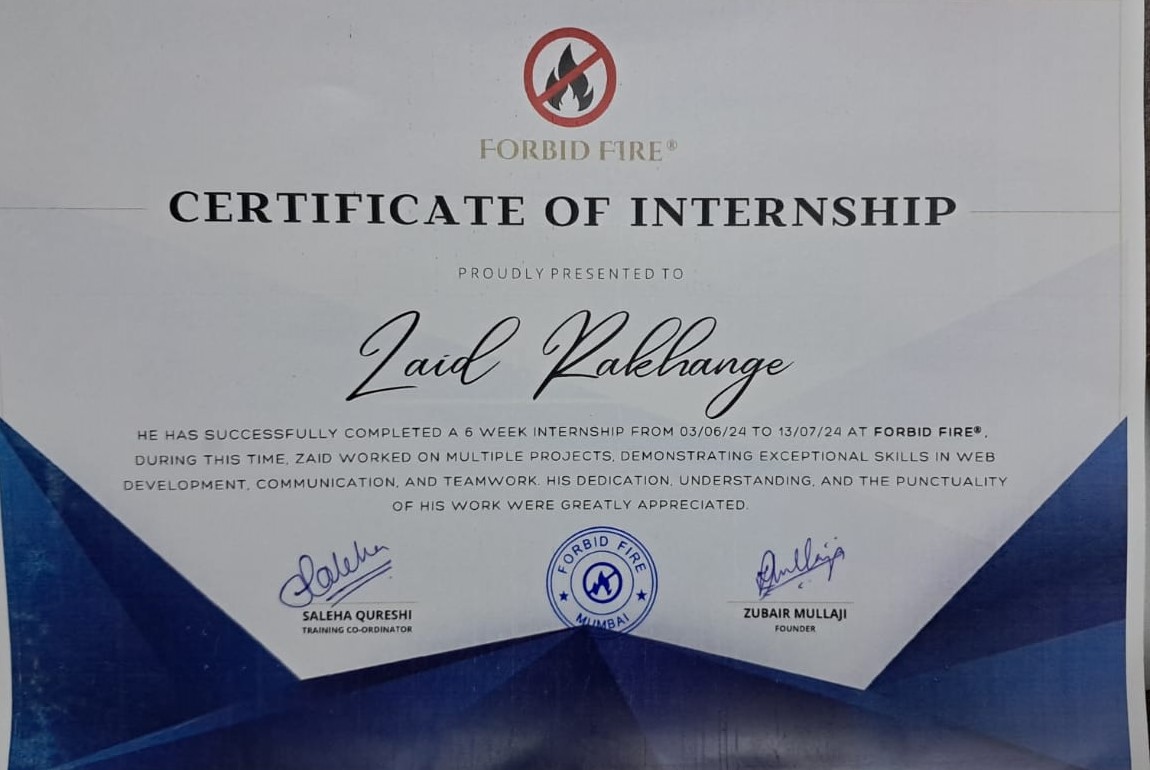 FORBID FIRE®
CERTIFICATE OF INTERNSHIP
PROUDLY PRESENTED TO
Zaid Rakhange
HE HAS SUCCESSFULLY COMPLETED A 6 WEEK INTERNSHIP FROM 03/06/24 TO 13/07/24 AT FORBID FIRE®.
DURING THIS TIME, ZAID WORKED ON MULTIPLE PROJECTS, DEMONSTRATING EXCEPTIONAL SKILLS IN WEB
DEVELOPMENT, COMMUNICATION, AND TEAMWORK. HIS DEDICATION, UNDERSTANDING, AND THE PUNCTUALITY
OF HIS WORK WERE GREATLY APPRECIATED.
Saleha
FORBID FIRE
MUMBAI
Zmullaji
SALEHA QURESHI
TRAINING CO-ORDINATOR
ZUBAIR MULLAJI
FOUNDER